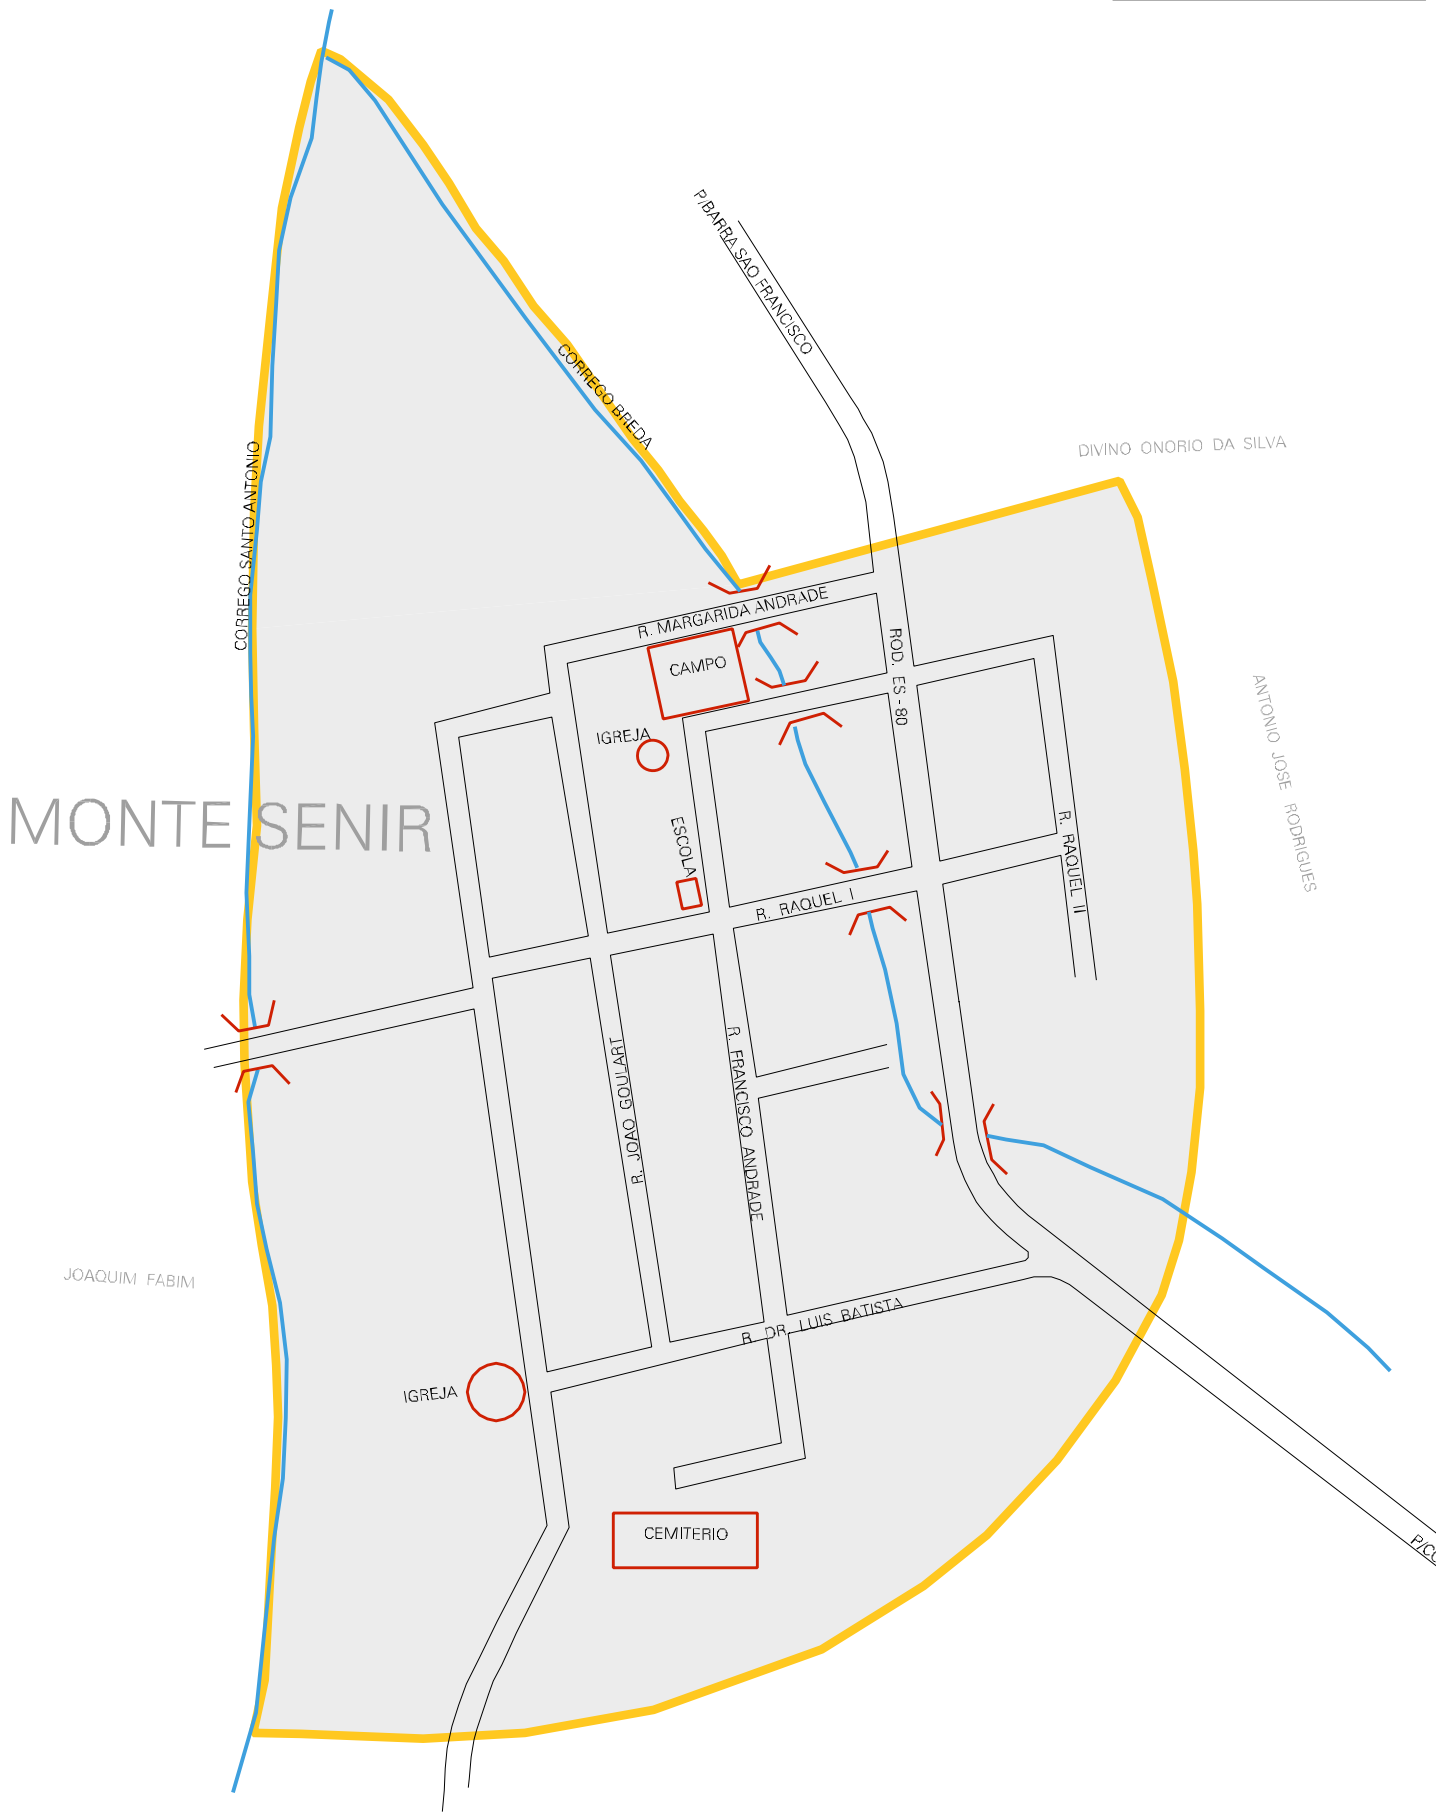 P/BARRA SAO FRANCISCO
CORREGO BREDA
DIVINO ONORIO DA SILVA
CORREGO SANTO ANTONIO
R. MARGARIDA ANDRADE
ROD. ES - 80
CAMPO
ANTONIO JOSE RODRIGUES
IGREJA
MONTE SENIR
ESCOLA
R. RAQUEL II
R. RAQUEL I
R. JOAO GOULART
R. FRANCISCO ANDRADE
JOAQUIM FABIM
R. DR. LUIS BATISTA
IGREJA
CEMITERIO